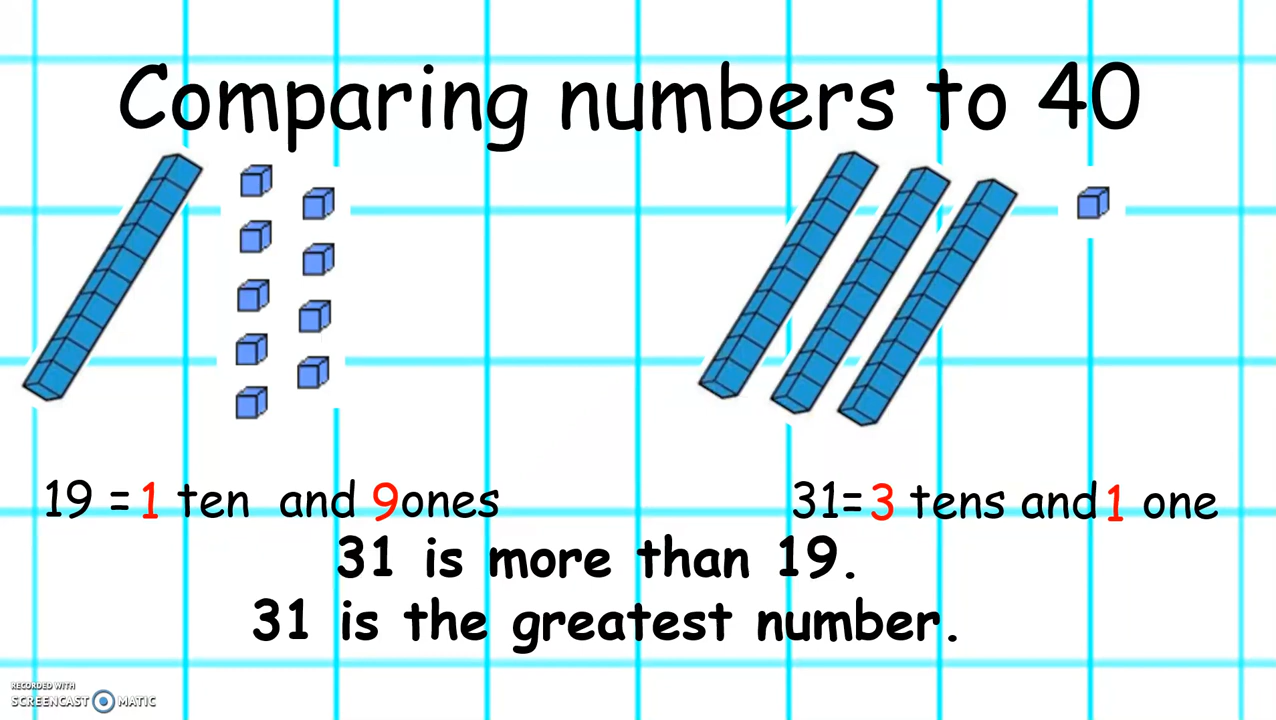 Comparing numbers to 40
19 = 1 ten and 9ones
31= 3 tens and 1 one
31 is more than 19.
31 is the greatest number.
RECORDED WITH
SCREENCAST MATIC